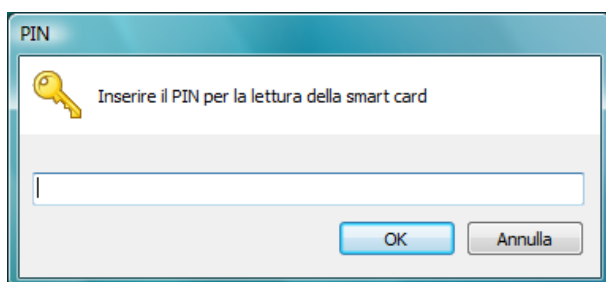 PIN
Inserire il PIN per la lettura della smart card
OK Annulla